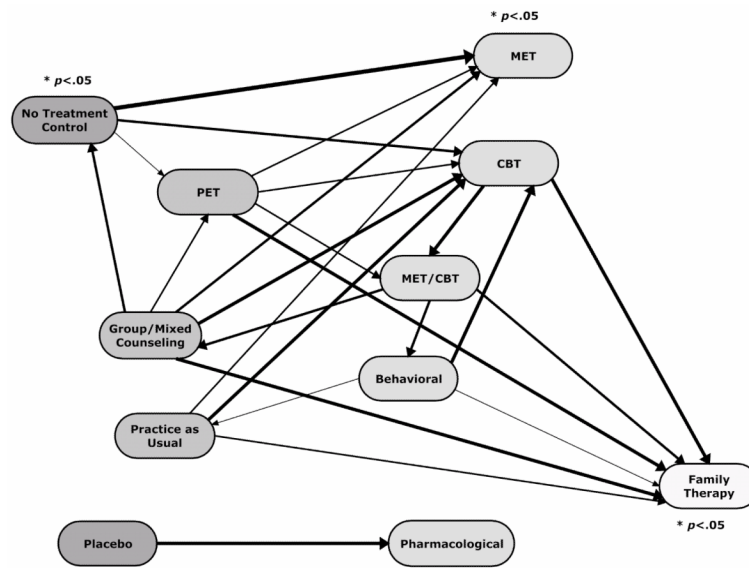 * p<.05
MET
* p<.05
No Treatment
Control
CBT
PET
MET/CBT
Group/Mixed
Counseling
Behavioral
Practice as
Usual
Family
Therapy
* p<.05
Placebo
Pharmacological